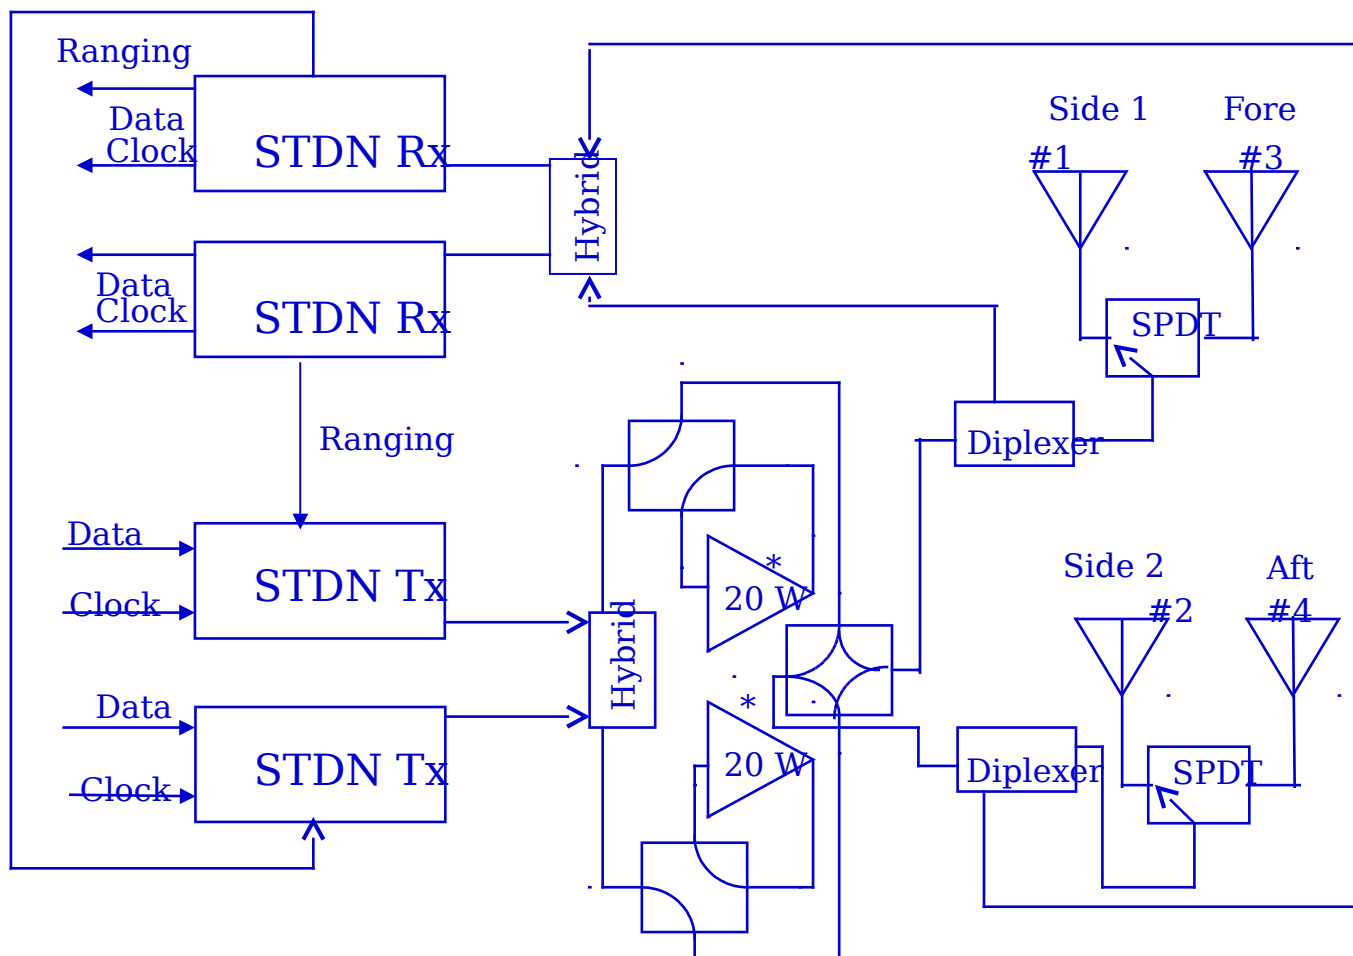 Ranging
Data
Clock
STDN Rx
Hybrid
Side 1
Fore
#1
#3
SPDT
Data
Clock
STDN Rx
Ranging
Diplexer
Data
Clock
STDN Tx
Hybrid
*
20 W
Side 2
Aft
#2
#4
Data
Clock
STDN Tx
*
20 W
Diplexer
SPDT